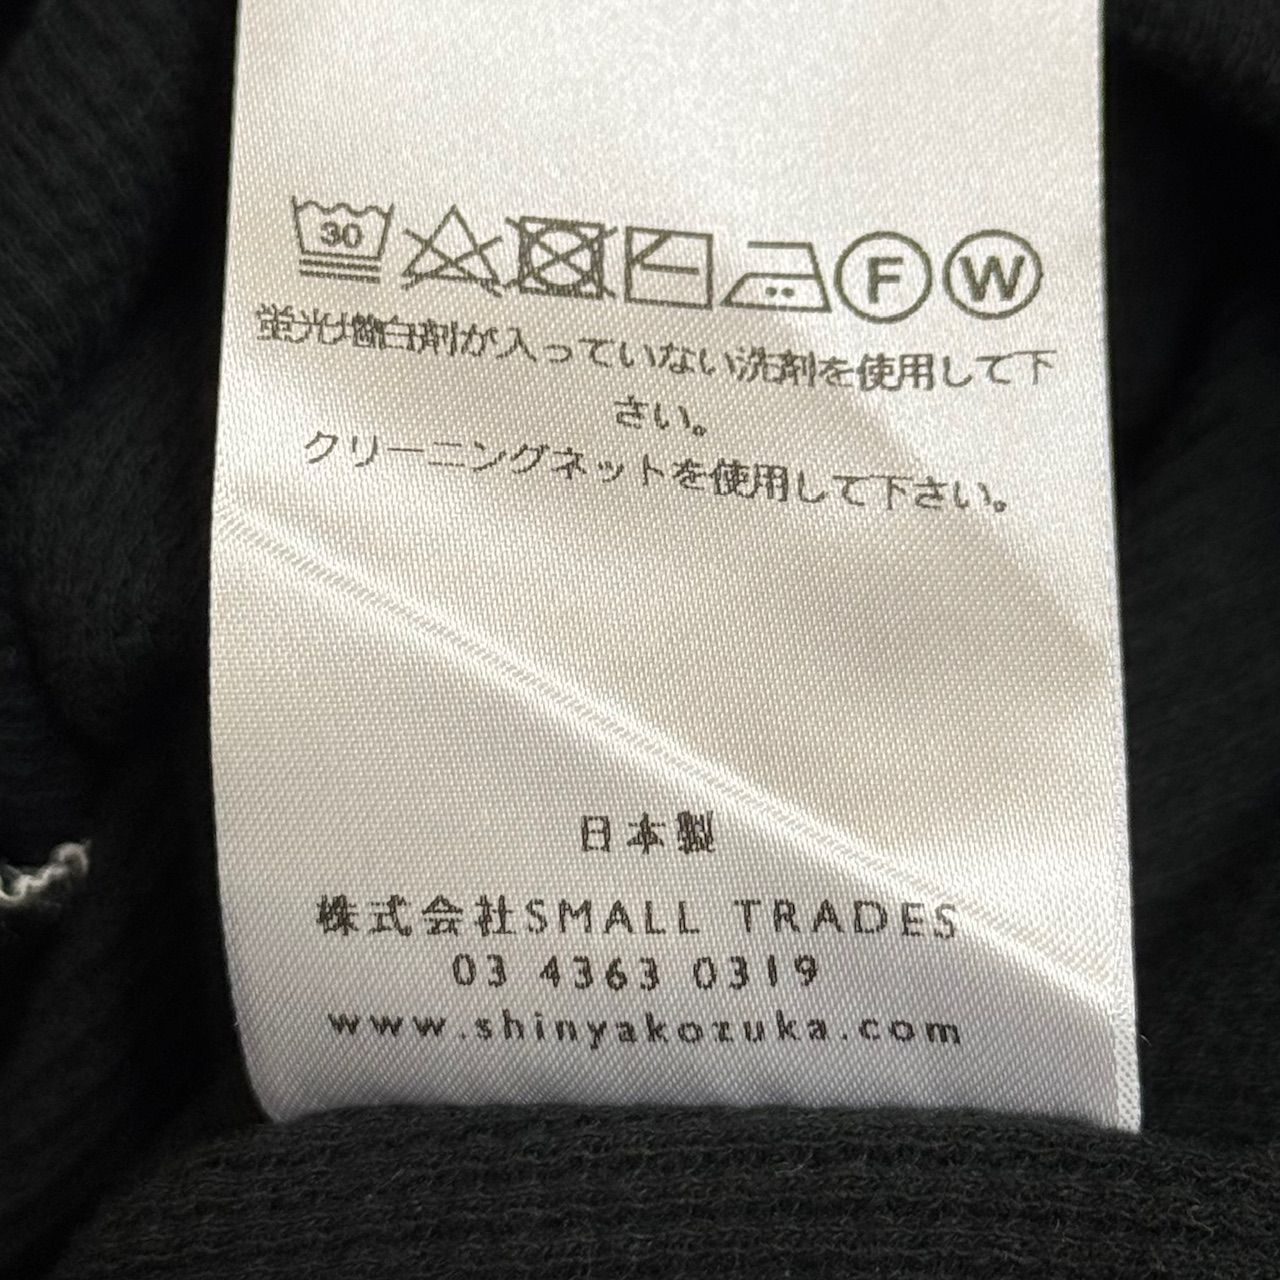 30
F W
蛍光増白剤が入っていない洗剤を使用して下
さい。
クリーニングネットを使用して下さい。
日本製
株式会社SMALL TRADES
03 4363 0319
www.shinyakozuka.com